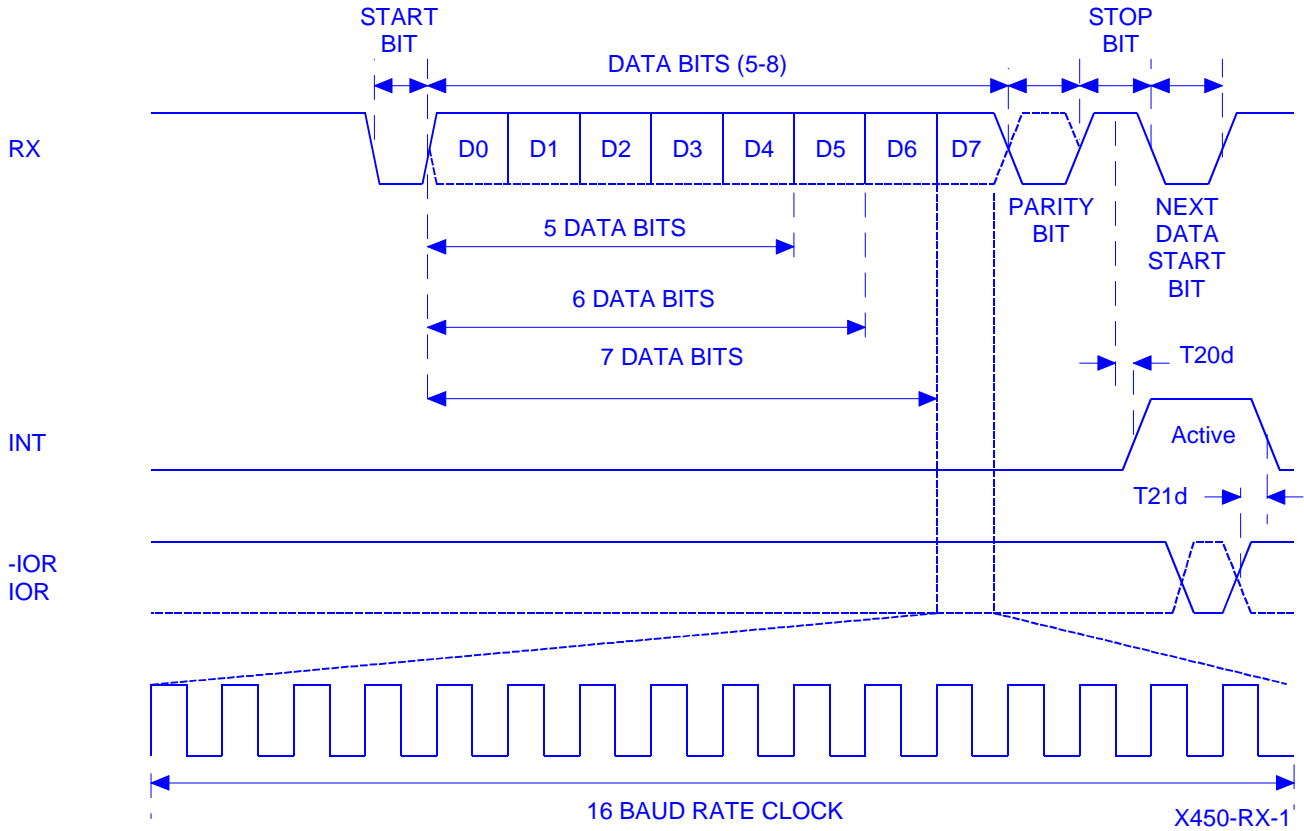 START
BIT
STOP
BIT
DATA BITS (5-8)
RX
D0 D1 D2 D3 D4 D5 D6 D7
PARITY
BIT
NEXT
DATA
START
BIT
5 DATA BITS
6 DATA BITS
7 DATA BITS
T20d
INT
Active
T21d
-IOR
IOR
16 BAUD RATE CLOCK
X450-RX-1